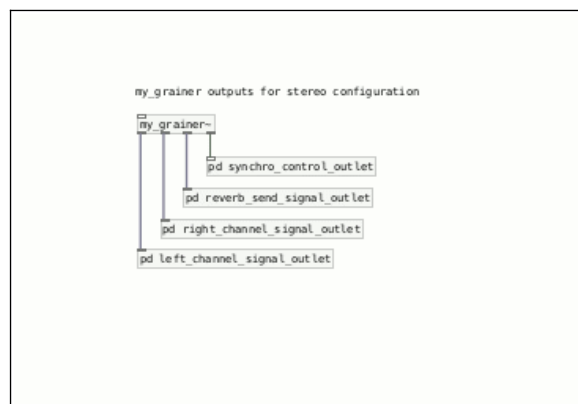 my_grainer outputs for stereo configuration
my_grainer~
pd synchro_control_outlet
pd reverb_send_signal_outlet
pd right_channel_signal_outlet
pd left_channel_signal_outlet